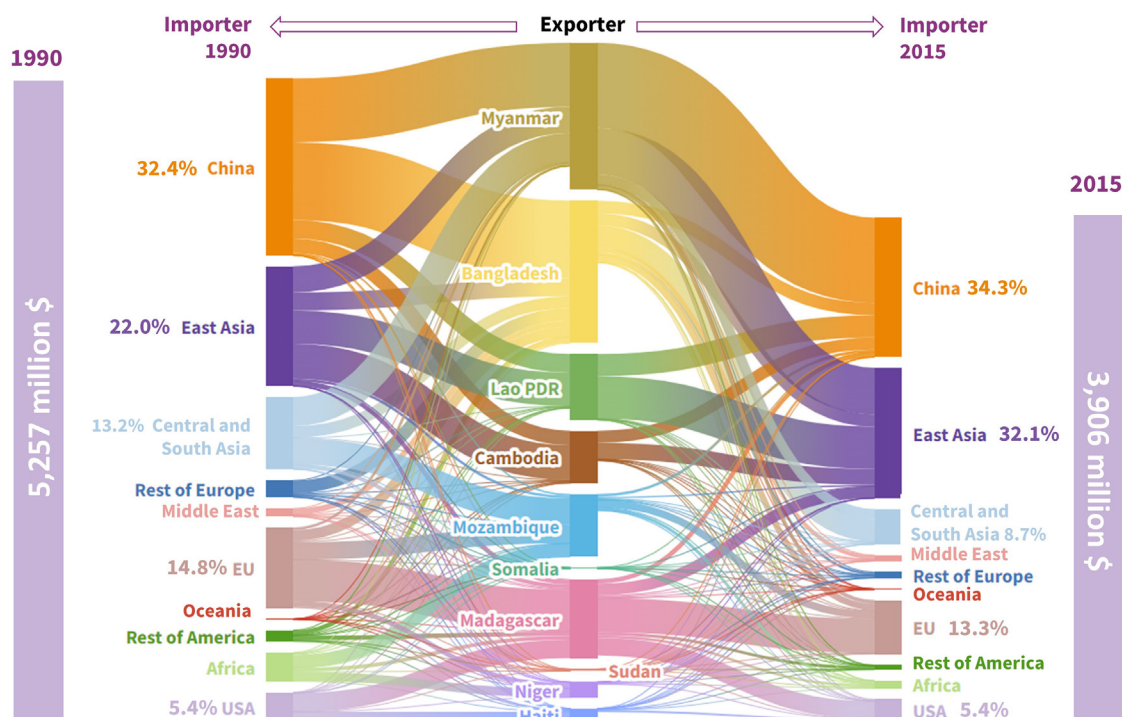 Importer
1990
Exporter
Importer
2015
1990
5,257 million $
32.4% China
22.0% East Asia
13.2% Central and
South Asia
Rest of Europe
Middle East
14.8% EU
Oceania
Rest of America
Africa
5.4% USA
Myanmar
Bangladesh
Lao PDR
Cambodia
Mozambique
Somalia
Madagascar
Sudan
Niger
Haiti
China 34.3%
East Asia 32.1%
Central and
South Asia 8.7%
Middle East
Rest of Europe
Oceania
EU 13.3%
Rest of America
Africa
USA 5.4%
2015
3,906 million $